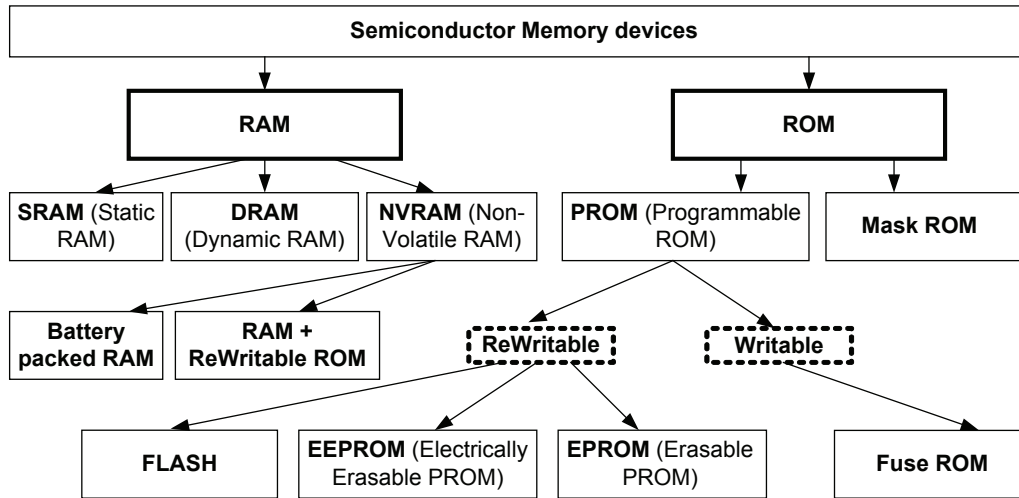 Semiconductor Memory devices
RAM
ROM
SRAM (Static
RAM)
DRAM
(Dynamic RAM)
NVRAM (Non-
Volatile RAM)
PROM (Programmable
ROM)
Mask ROM
Battery
packed RAM
RAM +
ReWritable ROM
ReWritable
Writable
FLASH
EEPROM (Electrically
Erasable PROM)
EPROM (Erasable
PROM)
Fuse ROM